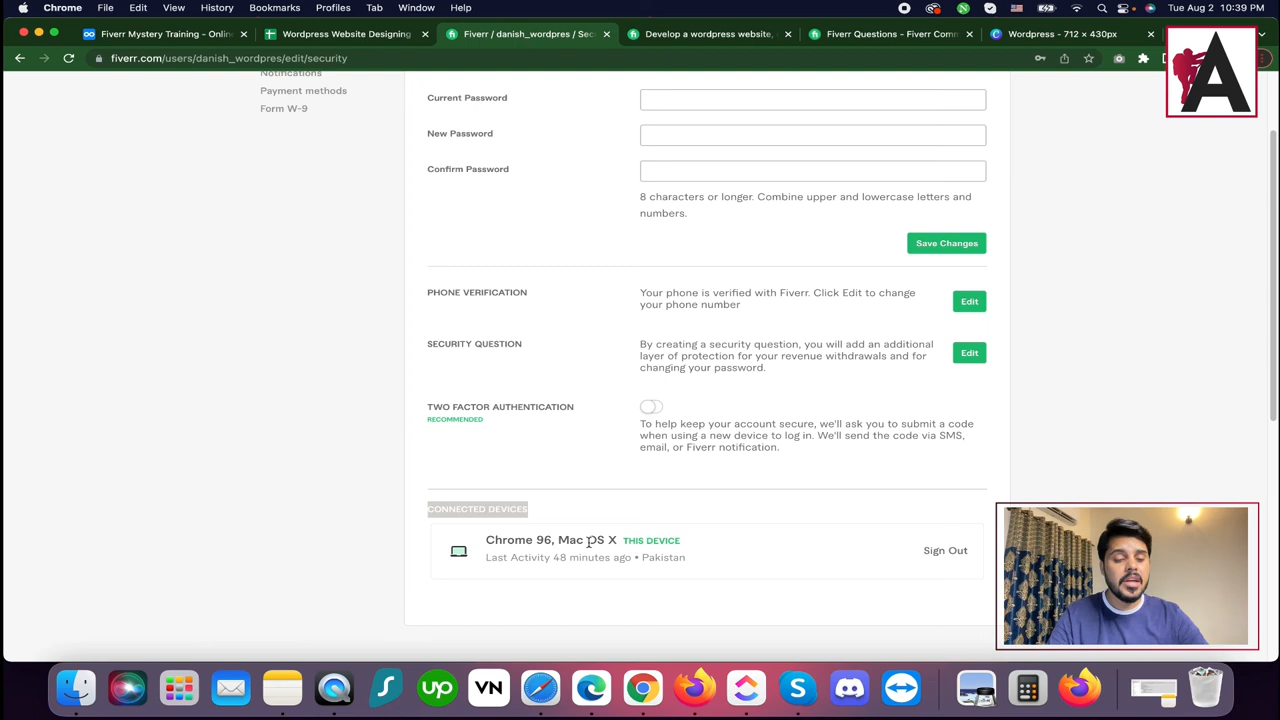 Chrome File Edit View History Bookmarks Profiles Tab Window Help Tue Aug 2 10:39 PM
Fiverr Mystery Training - Onlin
Wordpress Website Designing
Fiverr / danish_wordpres / Sec
Develop a wordpress website,
Fiverr Questions - Fiverr Comm
Wordpress - 712 × 430px
fiverr.com/users/danish_wordpres/edit/security
A
Notifications
Payment methods
Form W-9
Current Password
New Password
Confirm Password
8 characters or longer. Combine upper and lowercase letters and
numbers.
Save Changes
PHONE VERIFICATION
Your phone is verified with Fiverr. Click Edit to change
your phone number
Edit
SECURITY QUESTION
By creating a security question, you will add an additional
layer of protection for your revenue withdrawals and for
changing your password.
Edit
TWO FACTOR AUTHENTICATION
RECOMMENDED
To help keep your account secure, we'll ask you to submit a code
when using a new device to log in. We'll send the code via SMS,
email, or Fiverr notification.
CONNECTED DEVICES
Chrome 96, Mac OS X THIS DEVICE
Last Activity 48 minutes ago • Pakistan
Sign Out
up
VN